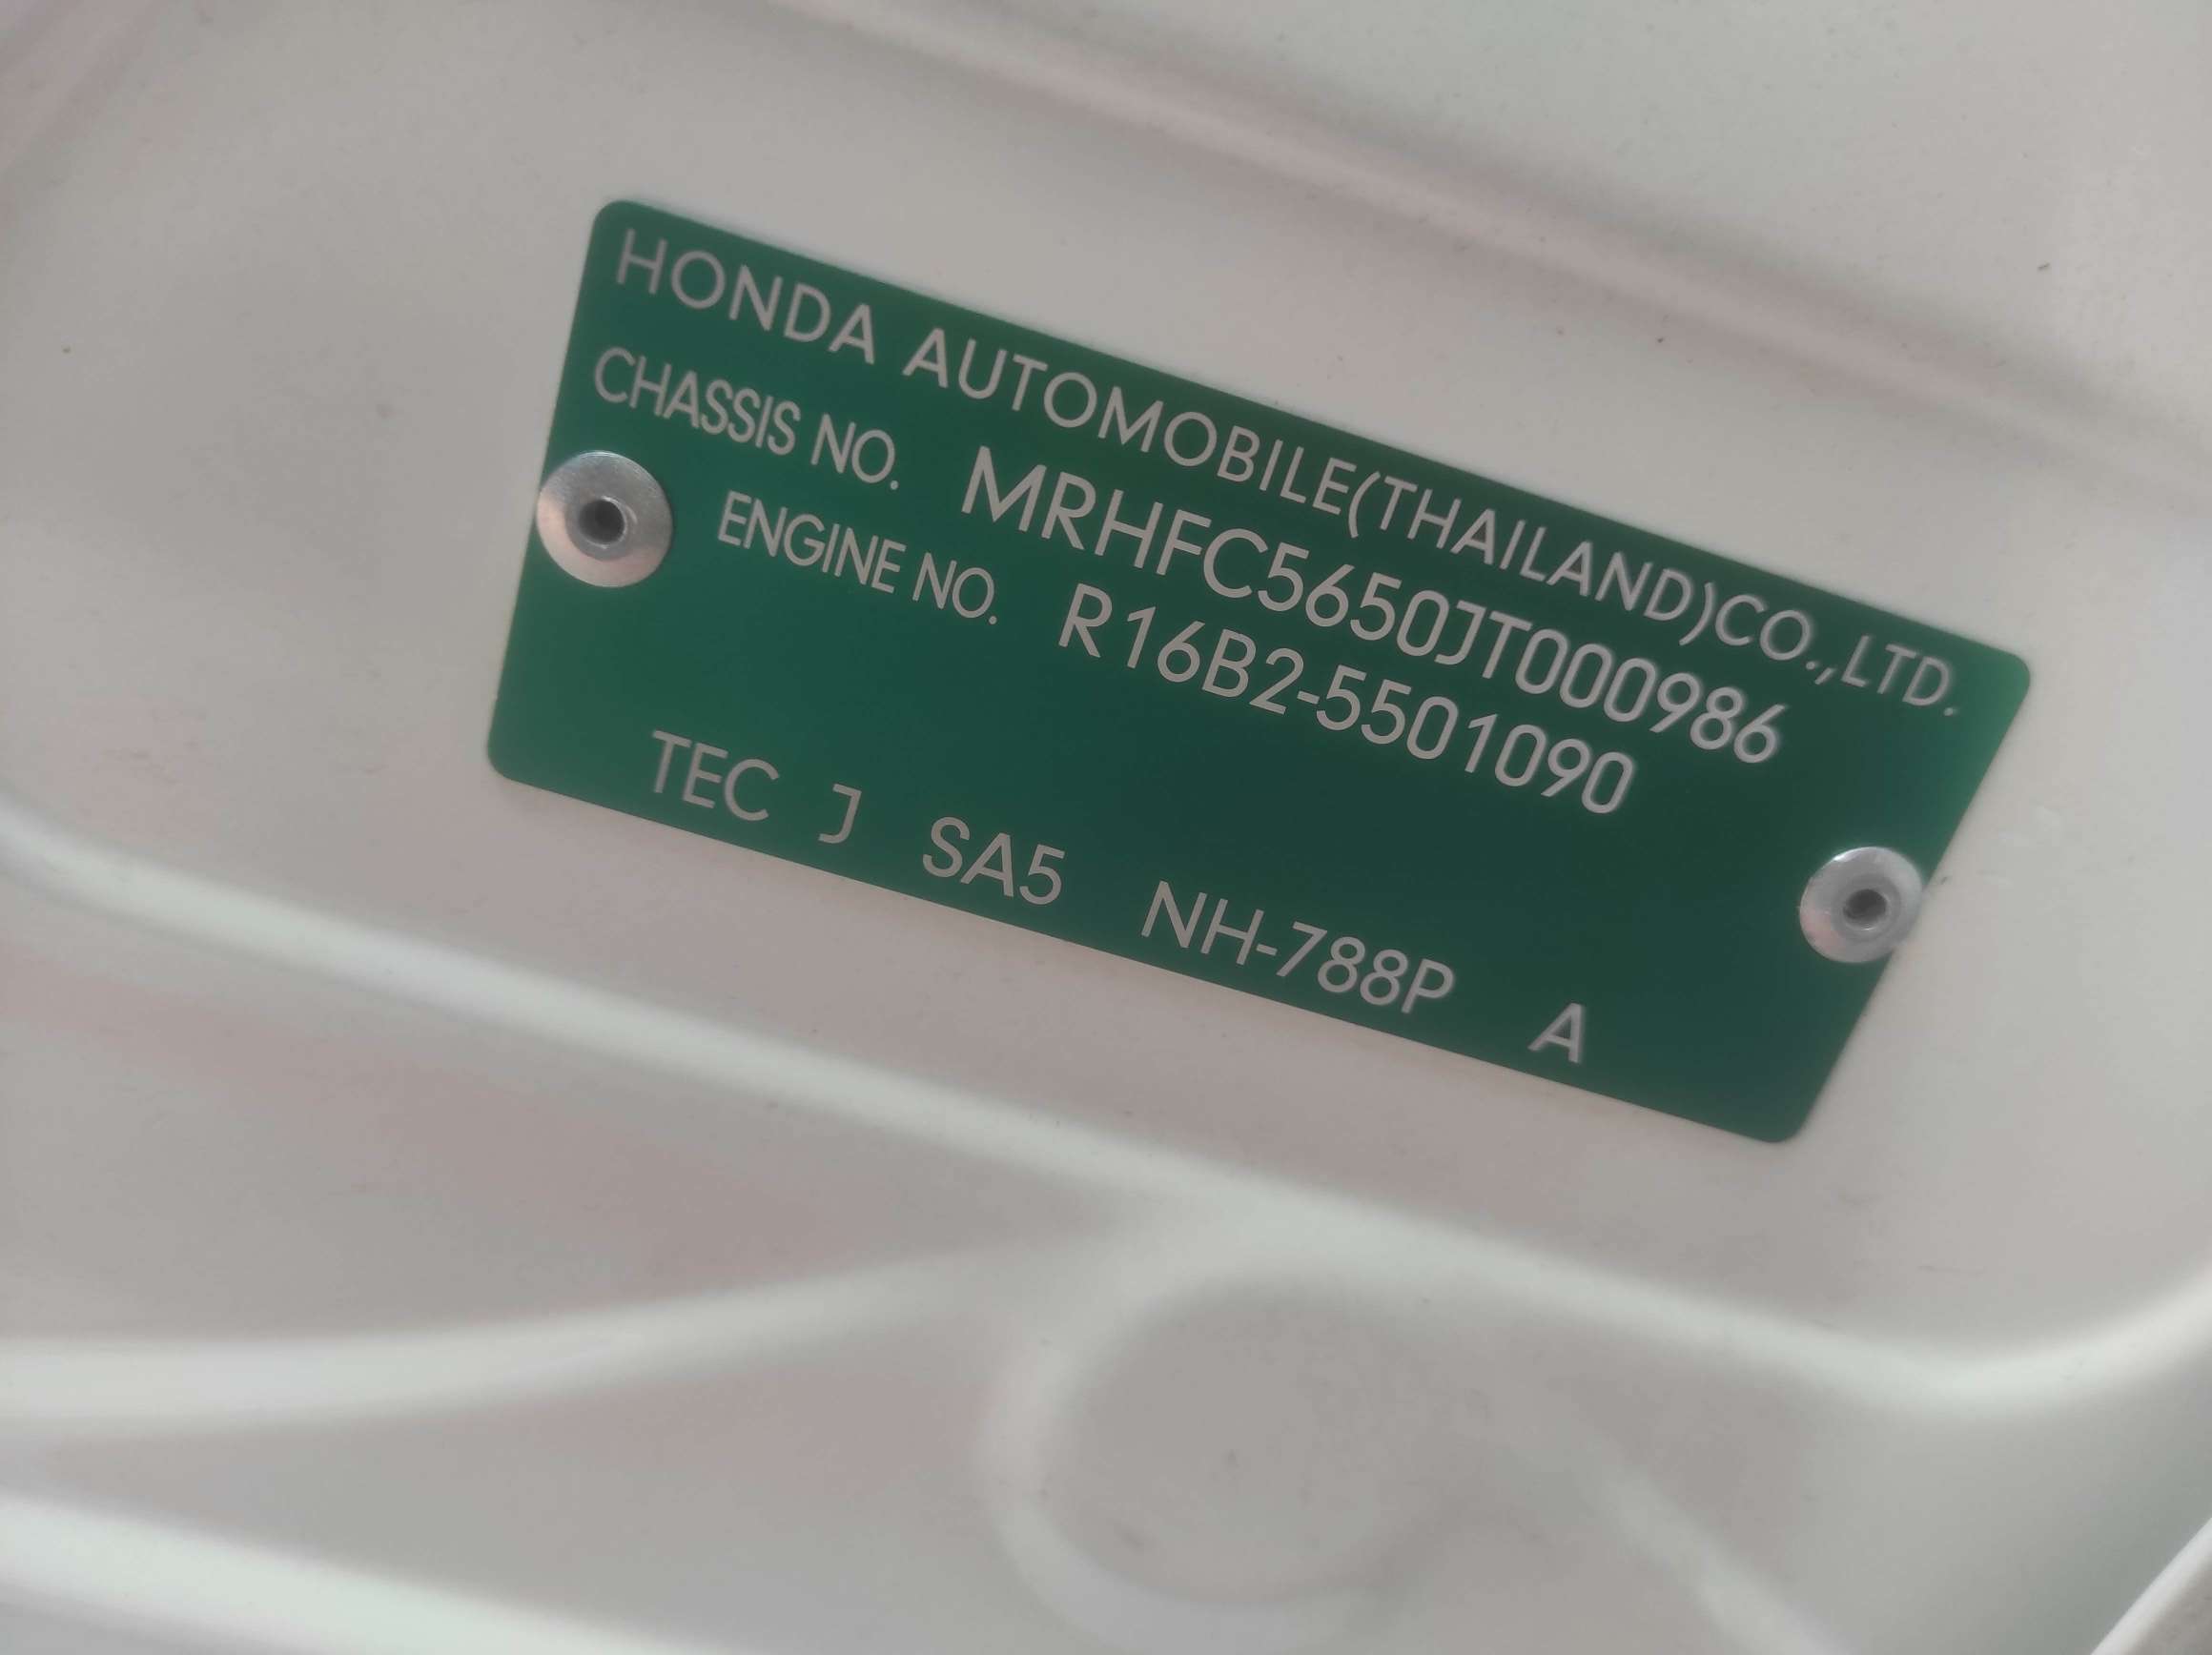 HONDA AUTOMOBILE(THAILAND)CO.,LTD.
CHASSIS NO. MRHFC5650JT000986
ENGINE NO. R16B2-5501090
TEC J SA5 NH-788P A